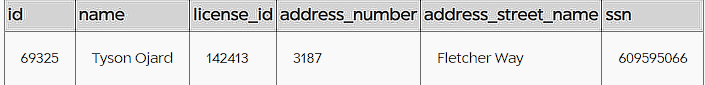 id name license_id address_number address_street_name ssn
69325 Tyson Ojard 142413 3187 Fletcher Way 609595066